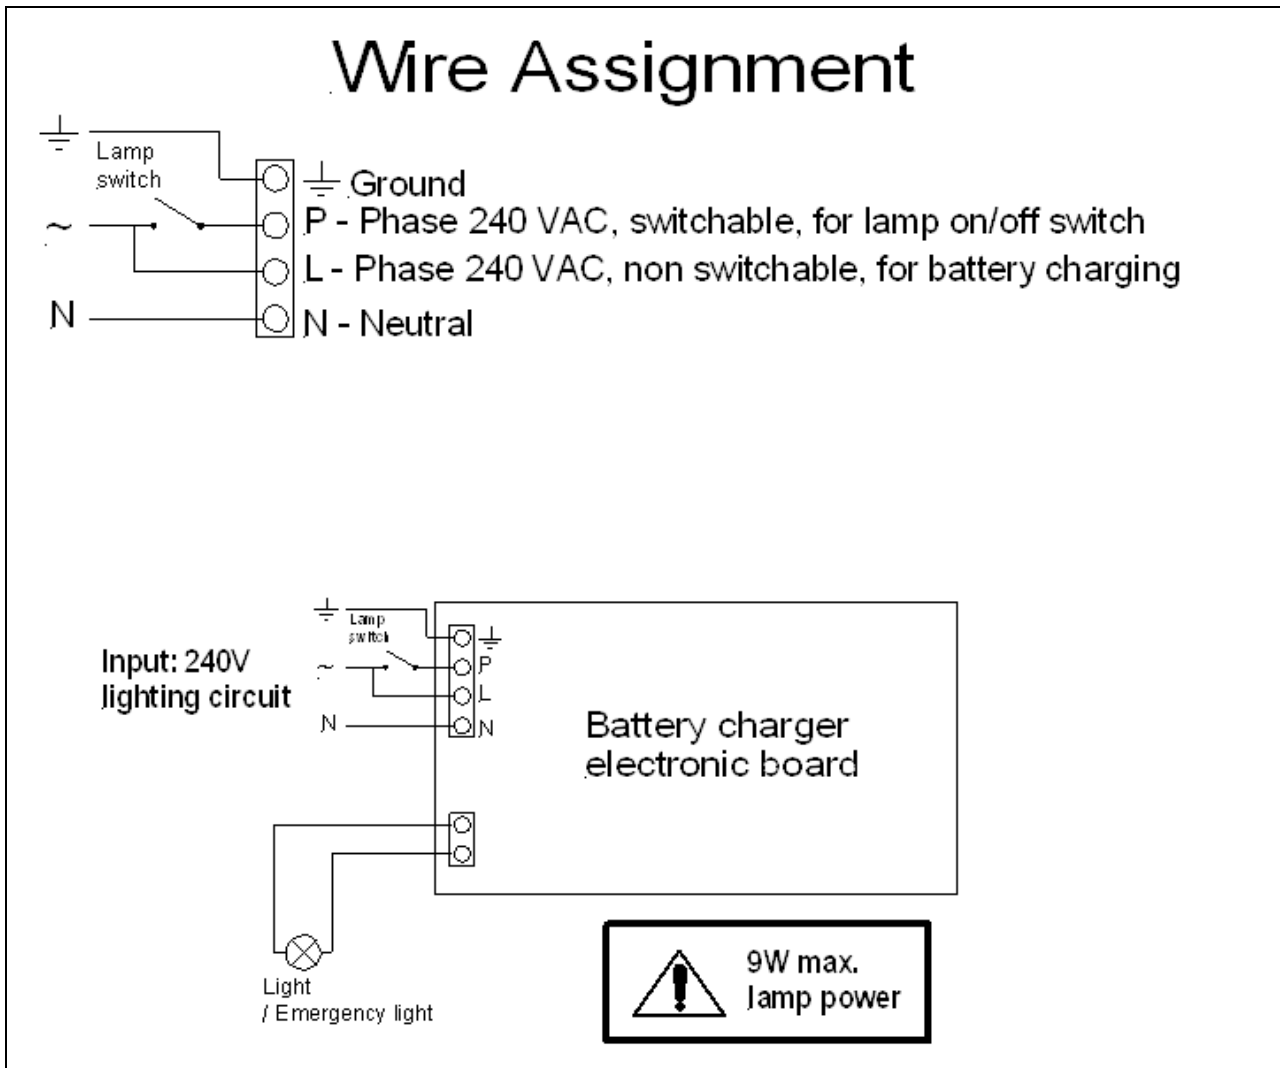 Wire Assignment
Lamp
switch
Ground
~
P - Phase 240 VAC, switchable, for lamp on/off switch
L - Phase 240 VAC, non switchable, for battery charging
N
N - Neutral
Lamp
switch
Input: 240V
lighting circuit
~
P
L
N
N
Battery charger
electronic board
Light
/ Emergency light
9W max.
lamp power